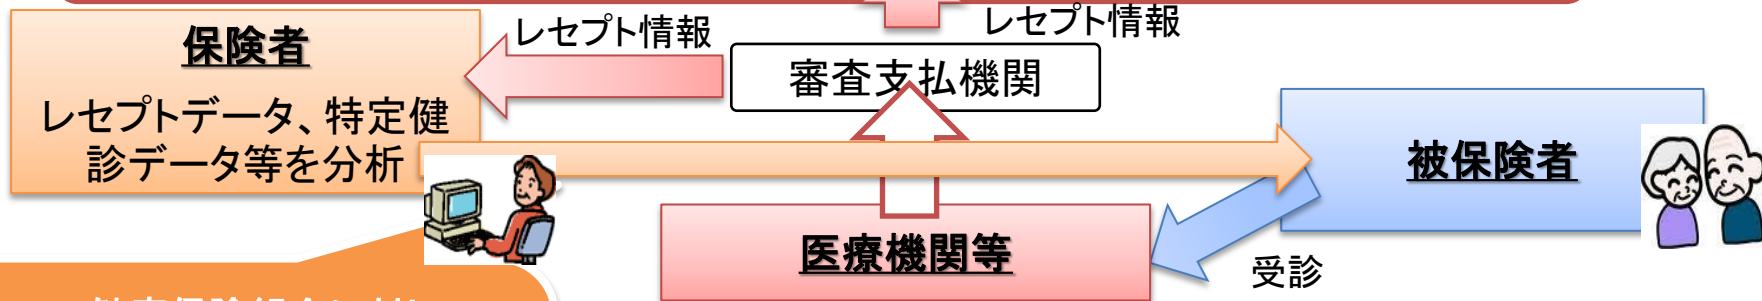 レセプト情報
レセプト情報
保険者
レセプトデータ、特定健
診データ等を分析
審査支払機関
被保険者
医療機関等
受診